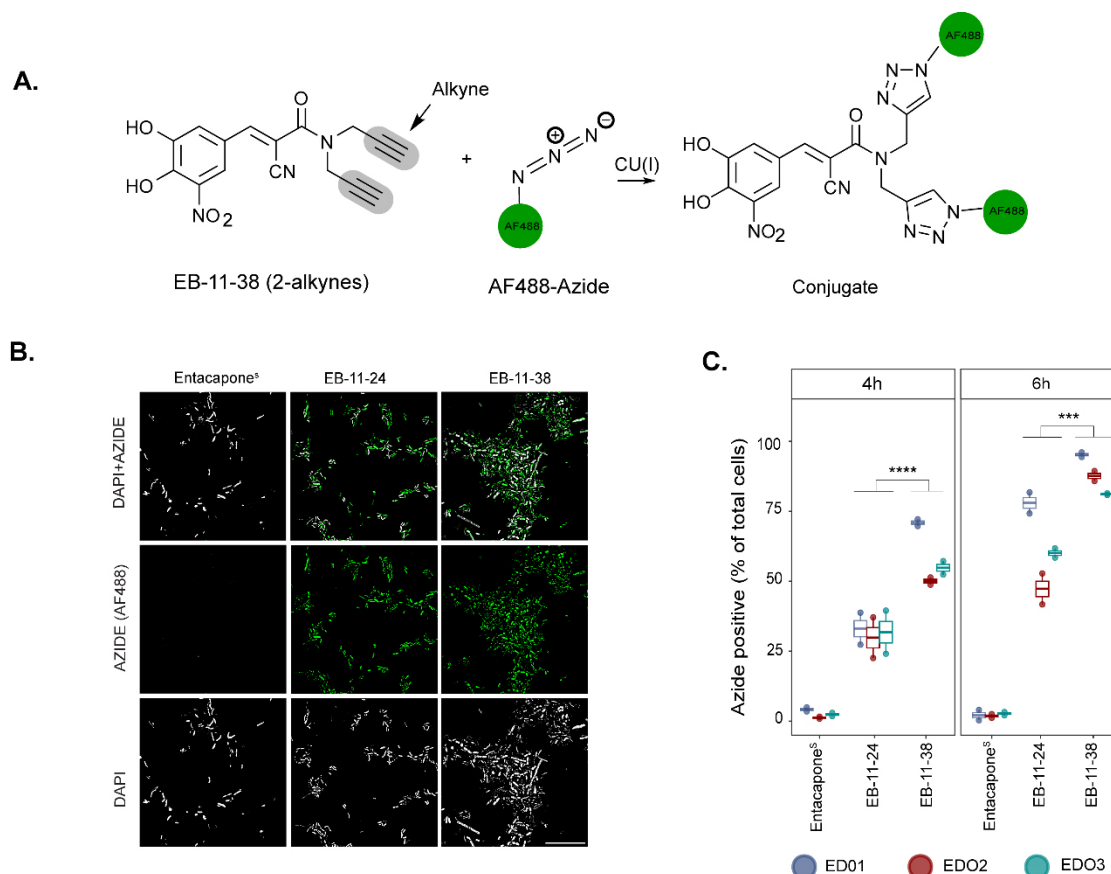 A.
Alkyne
HO
HO
NO2
CN
O
N
EB-11-38 (2-alkynes)
+
N
N
N
+
−
AF488
AF488-Azide
CU(I)
AF488
N
N
N
O
N
HO
HO
NO2
CN
N
N
N
AF488
Conjugate
B.
Entacaponeˢ
EB-11-24
EB-11-38
DAPI+AZIDE
AZIDE (AF488)
DAPI
C.
4h
6h
Azide positive (% of total cells)
100
75
50
25
0
****
***
Entacaponeˢ
EB-11-24
EB-11-38
Entacaponeˢ
EB-11-24
EB-11-38
ED01
EDO2
EDO3